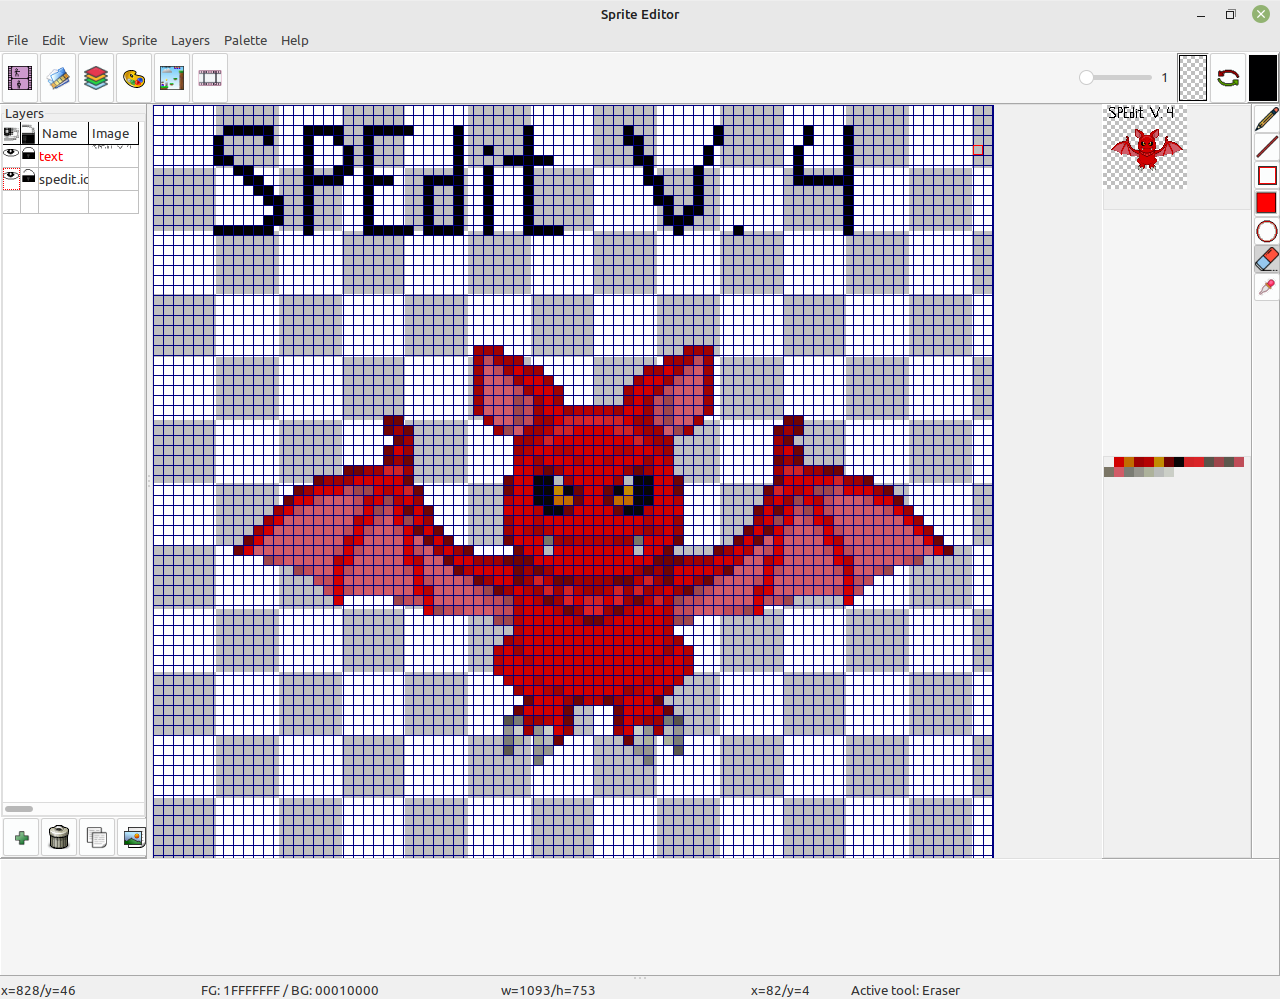 Sprite Editor
File Edit View Sprite Layers Palette Help
1
Layers
Name Image
text
spedit.ic
SPEdit V. 4
SPEdit V. 4
x=828/y=46 FG: 1FFFFFFF / BG: 00010000 w=1093/h=753 x=82/y=4 Active tool: Eraser